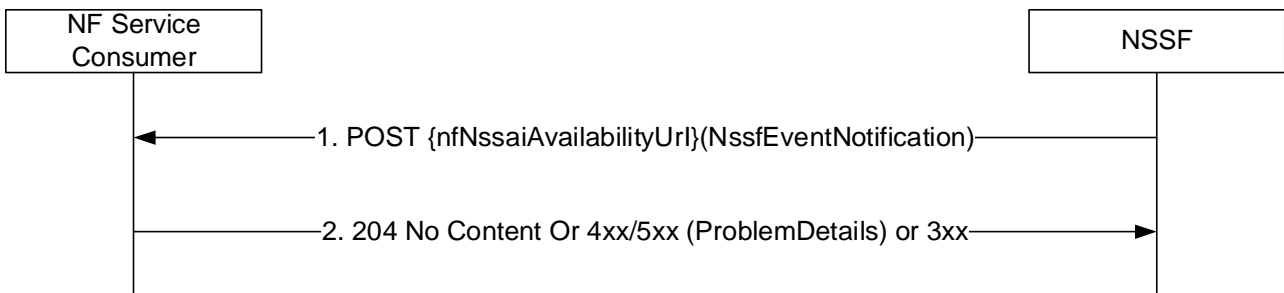 NF Service
Consumer
NSSF
1. POST {nfNssaiAvailabilityUrl}(NssfEventNotification)
2. 204 No Content Or 4xx/5xx (ProblemDetails) or 3xx